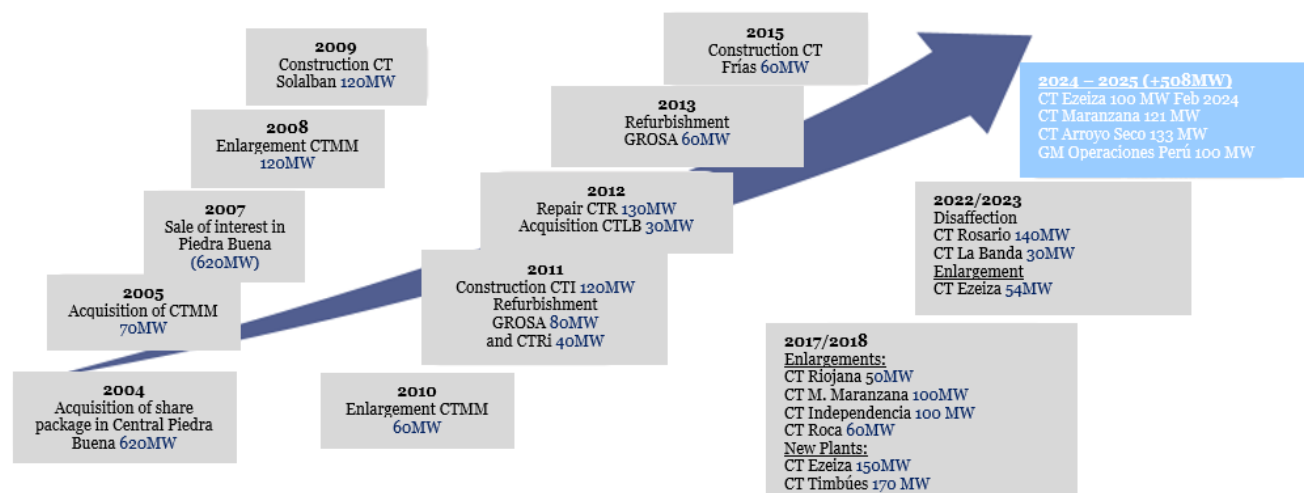 2004
Acquisition of share
package in Central Piedra
Buena 620MW
2005
Acquisition of CTMM
70MW
2007
Sale of interest in
Piedra Buena
(620MW)
2008
Enlargement CTMM
120MW
2009
Construction CT
Solalban 120MW
2010
Enlargement CTMM
60MW
2011
Construction CTI 120MW
Refurbishment
GROSA 80MW
and CTRi 40MW
2012
Repair CTR 130MW
Acquisition CTLB 30MW
2013
Refurbishment
GROSA 60MW
2015
Construction CT
Frías 60MW
2017/2018
Enlargements:
CT Riojana 50MW
CT M. Maranzana 100MW
CT Independencia 100 MW
CT Roca 60MW
New Plants:
CT Ezeiza 150MW
CT Timbúes 170 MW
2022/2023
Disaffection
CT Rosario 140MW
CT La Banda 30MW
Enlargement
CT Ezeiza 54MW
2024 – 2025 (+508MW)
CT Ezeiza 100 MW Feb 2024
CT Maranzana 121 MW
CT Arroyo Seco 133 MW
GM Operaciones Perú 100 MW